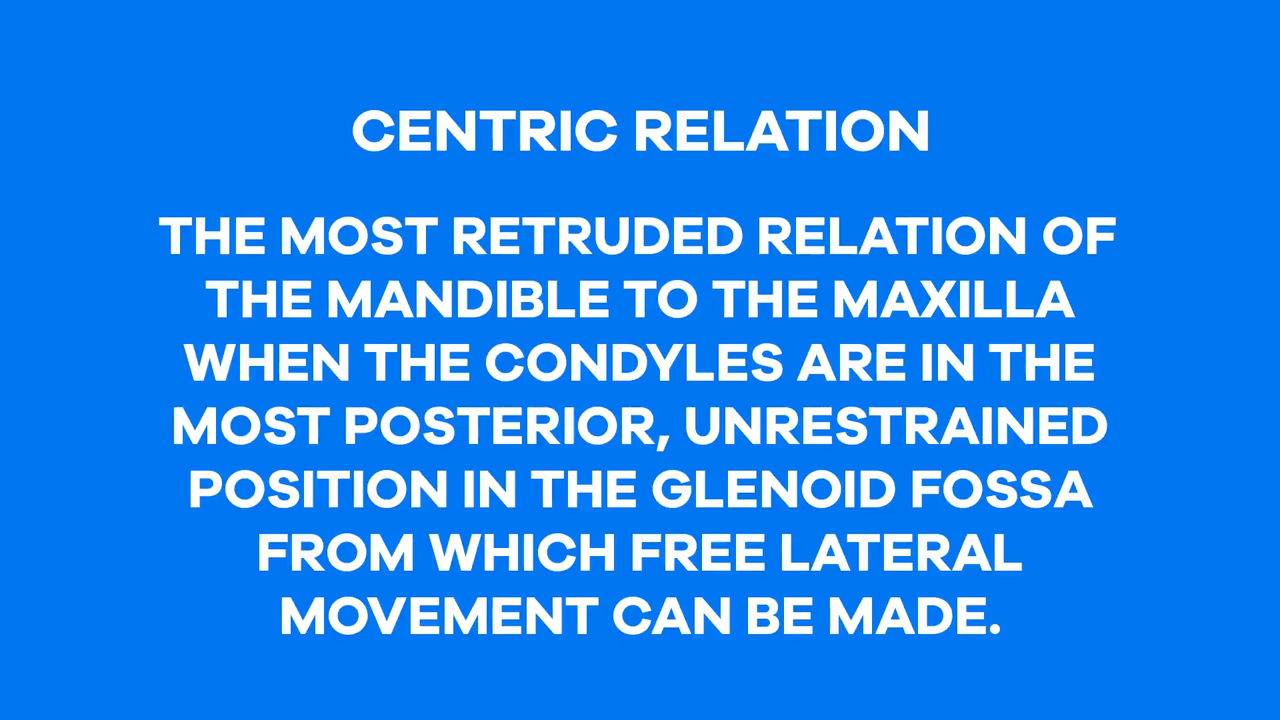 CENTRIC RELATION
THE MOST RETRUDED RELATION OF
THE MANDIBLE TO THE MAXILLA
WHEN THE CONDYLES ARE IN THE
MOST POSTERIOR, UNRESTRAINED
POSITION IN THE GLENOID FOSSA
FROM WHICH FREE LATERAL
MOVEMENT CAN BE MADE.